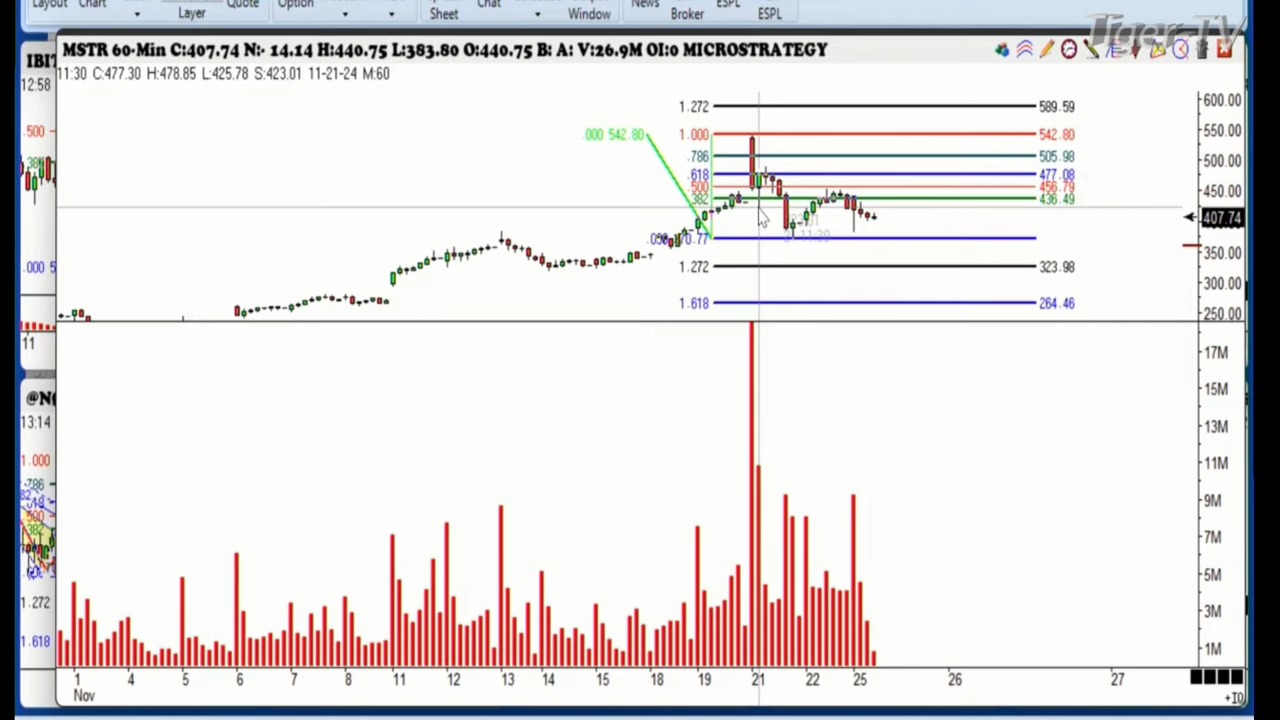 Layout Chart Layer Quote Option Sheet Chat Window News Broker ESPL ESPL
Tiger-TV
MSTR 60-Min C:407.74 N:- 14.14 H:440.75 L:383.80 O:440.75 B: A: V:26.9M OI:0 MICROSTRATEGY
11:30 C:477.30 H:478.85 L:425.78 S:423.01 11-21-24 M:60
IBIT
12:58
.500
.000 5
11
@N
13:14
1.000
.786
.500
.382
1.272
1.618
1.272 589.59
.000 542.80 1.000 542.80
.786 505.98
.618 477.08
.500 456.79
.382 436.49
1.272 323.98
1.618 264.46
600.00
550.00
500.00
450.00
407.74
350.00
300.00
250.00
17M
15M
13M
11M
9M
7M
5M
3M
1M
1 4 5 6 7 8 11 12 13 14 15 18 19 21 22 25 26 27
Nov
+10